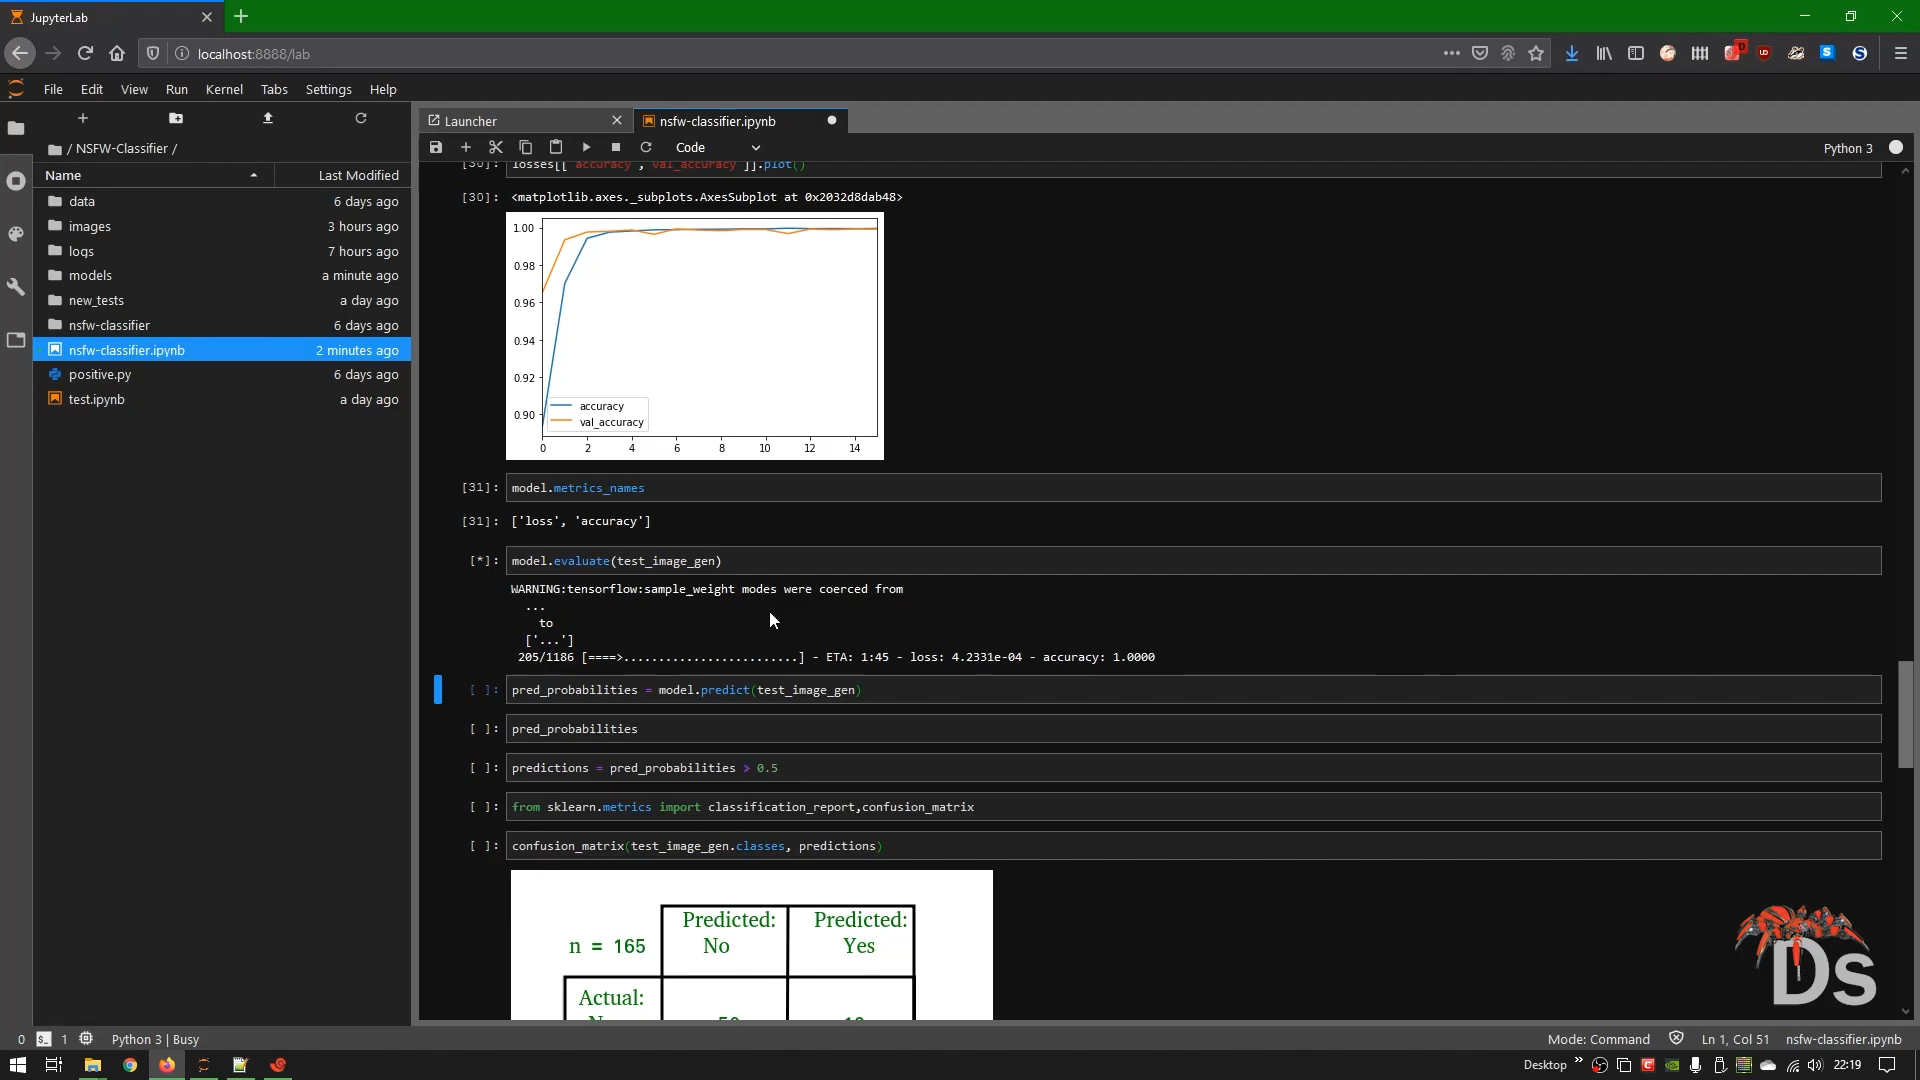 JupyterLab
localhost:8888/lab
File Edit View Run Kernel Tabs Settings Help
/ NSFW-Classifier /
Name Last Modified
data 6 days ago
images 3 hours ago
logs 7 hours ago
models a minute ago
new_tests a day ago
nsfw-classifier 6 days ago
nsfw-classifier.ipynb 2 minutes ago
positive.py 6 days ago
test.ipynb a day ago
Launcher nsfw-classifier.ipynb
Code Python 3
[30]: losses[['accuracy','val_accuracy']].plot()
[30]: <matplotlib.axes._subplots.AxesSubplot at 0x2032d8dab48>
1.00
0.98
0.96
0.94
0.92
0.90
accuracy
val_accuracy
0 2 4 6 8 10 12 14
[31]: model.metrics_names
[31]: ['loss', 'accuracy']
[*]: model.evaluate(test_image_gen)
WARNING:tensorflow:sample_weight modes were coerced from
...
to
['...']
205/1186 [====>.........................] - ETA: 1:45 - loss: 4.2331e-04 - accuracy: 1.0000
[ ]: pred_probabilities = model.predict(test_image_gen)
[ ]: pred_probabilities
[ ]: predictions = pred_probabilities > 0.5
[ ]: from sklearn.metrics import classification_report,confusion_matrix
[ ]: confusion_matrix(test_image_gen.classes, predictions)
Predicted: Predicted:
n = 165 No Yes
Actual:
Ds
0 1 Python 3 | Busy Mode: Command Ln 1, Col 51 nsfw-classifier.ipynb
Desktop 22:19